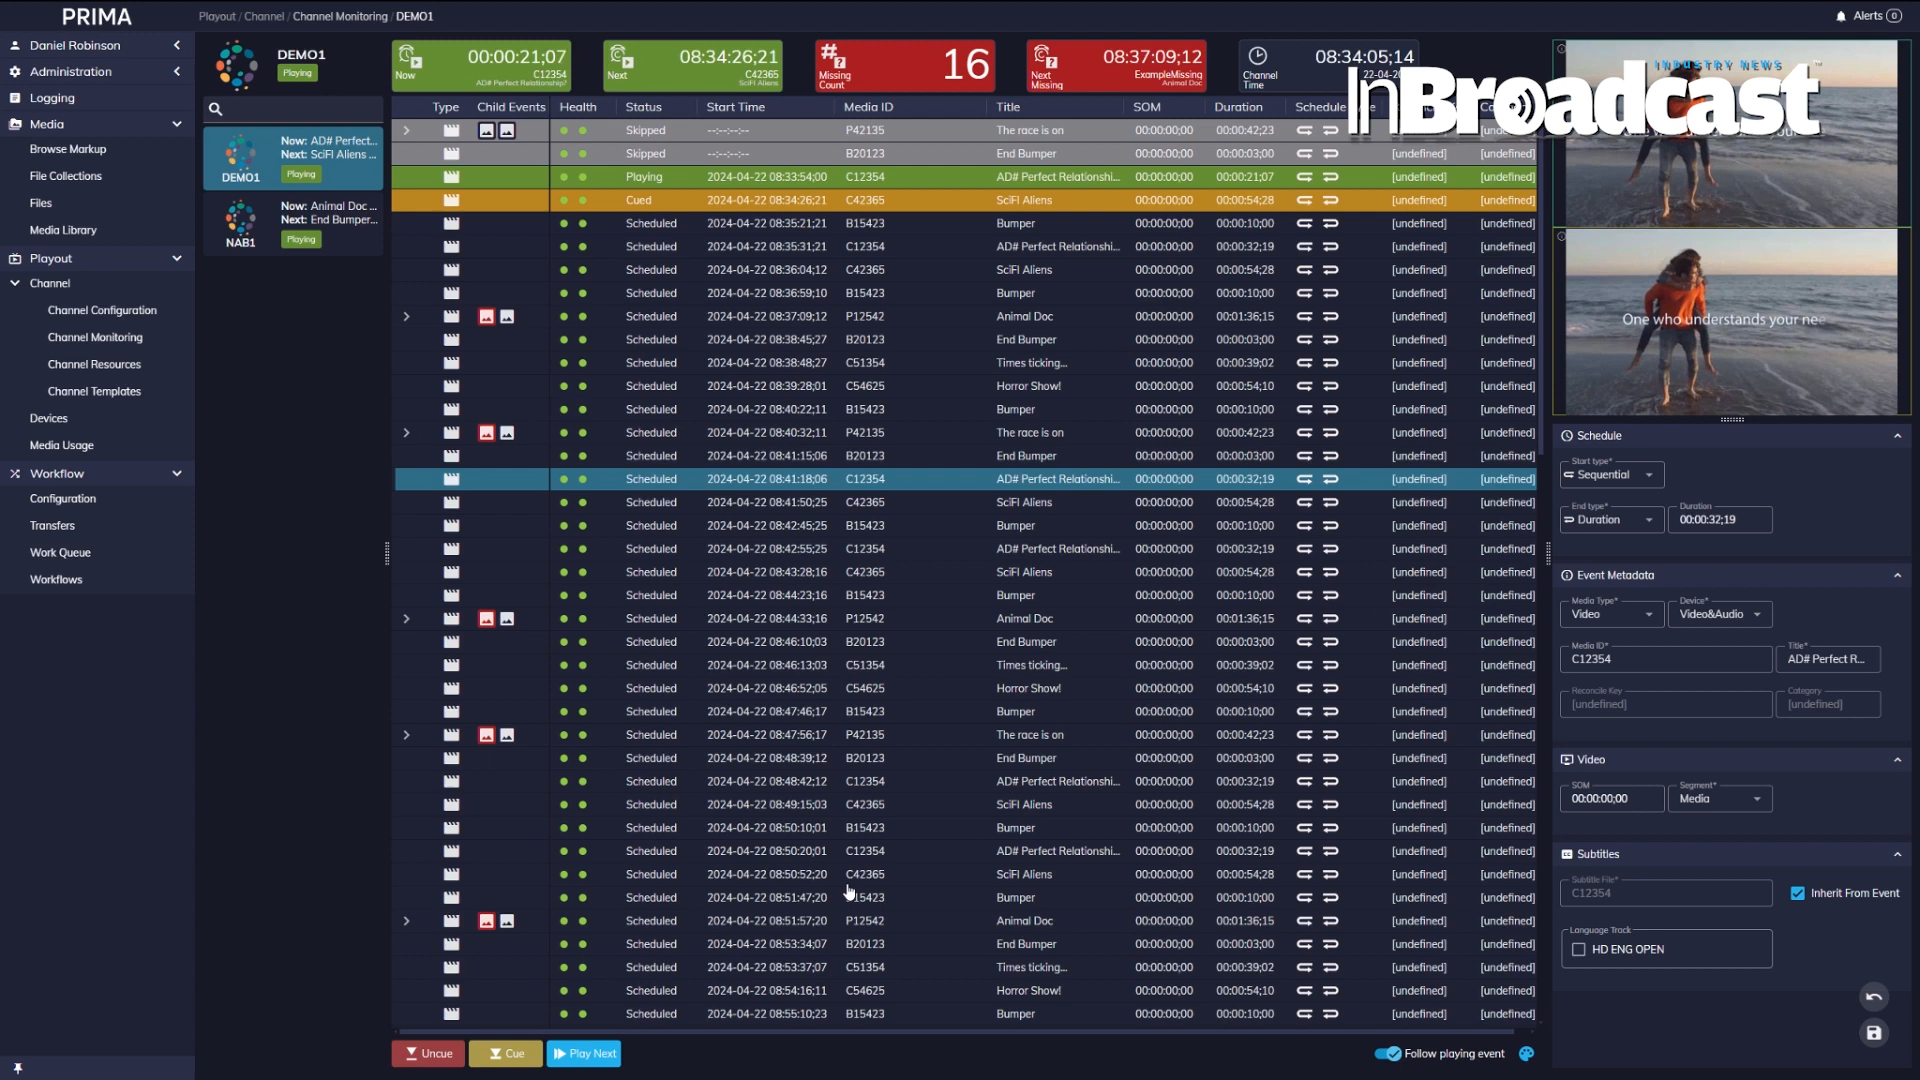 PRIMA
Playout / Channel / Channel Monitoring / DEMO1
Alerts 0
Daniel Robinson
Administration
Logging
Media
Browse Markup
File Collections
Files
Media Library
Playout
Channel
Channel Configuration
Channel Monitoring
Channel Resources
Channel Templates
Devices
Media Usage
Workflow
Configuration
Transfers
Work Queue
Workflows
DEMO1
Playing
Now: AD# Perfect...
Next: SciFI Aliens ...
DEMO1 Playing
Now: Animal Doc ...
Next: End Bumper...
NAB1 Playing
Now 00:00:21;07
C12354
AD# Perfect Relationship!
Next 08:34:26;21
C42365
SciFI Aliens
Missing Count 16
Next Missing 08:37:09;12
ExampleMissing
Animal Doc
Channel Time 08:34:05;14
INDUSTRY NEWS
InBroadcast™
Type Child Events Health Status Start Time Media ID Title SOM Duration
Skipped --:--:--:-- P42135 The race is on 00:00:00;00 00:00:42;23
Skipped --:--:--:-- B20123 End Bumper 00:00:00;00 00:00:03;00 [undefined] [undefined]
Playing 2024-04-22 08:33:54;00 C12354 AD# Perfect Relationshi... 00:00:00;00 00:00:21;07 [undefined] [undefined]
Cued 2024-04-22 08:34:26;21 C42365 SciFI Aliens 00:00:00;00 00:00:54;28 [undefined] [undefined]
Scheduled 2024-04-22 08:35:21;21 B15423 Bumper 00:00:00;00 00:00:10;00 [undefined] [undefined]
Scheduled 2024-04-22 08:35:31;21 C12354 AD# Perfect Relationshi... 00:00:00;00 00:00:32;19 [undefined] [undefined]
Scheduled 2024-04-22 08:36:04;12 C42365 SciFI Aliens 00:00:00;00 00:00:54;28 [undefined] [undefined]
Scheduled 2024-04-22 08:36:59;10 B15423 Bumper 00:00:00;00 00:00:10;00 [undefined] [undefined]
Scheduled 2024-04-22 08:37:09;12 P12542 Animal Doc 00:00:00;00 00:01:36;15 [undefined] [undefined]
Scheduled 2024-04-22 08:38:45;27 B20123 End Bumper 00:00:00;00 00:00:03;00 [undefined] [undefined]
Scheduled 2024-04-22 08:38:48;27 C51354 Times ticking... 00:00:00;00 00:00:39;02 [undefined] [undefined]
Scheduled 2024-04-22 08:39:28;01 C54625 Horror Show! 00:00:00;00 00:00:54;10 [undefined] [undefined]
Scheduled 2024-04-22 08:40:22;11 B15423 Bumper 00:00:00;00 00:00:10;00 [undefined] [undefined]
Scheduled 2024-04-22 08:40:32;11 P42135 The race is on 00:00:00;00 00:00:42;23 [undefined] [undefined]
Scheduled 2024-04-22 08:41:15;06 B20123 End Bumper 00:00:00;00 00:00:03;00 [undefined] [undefined]
Scheduled 2024-04-22 08:41:18;06 C12354 AD# Perfect Relationshi... 00:00:00;00 00:00:32;19 [undefined] [undefined]
Scheduled 2024-04-22 08:41:50;25 C42365 SciFI Aliens 00:00:00;00 00:00:54;28 [undefined] [undefined]
Scheduled 2024-04-22 08:42:45;25 B15423 Bumper 00:00:00;00 00:00:10;00 [undefined] [undefined]
Scheduled 2024-04-22 08:42:55;25 C12354 AD# Perfect Relationshi... 00:00:00;00 00:00:32;19 [undefined] [undefined]
Scheduled 2024-04-22 08:43:28;16 C42365 SciFI Aliens 00:00:00;00 00:00:54;28 [undefined] [undefined]
Scheduled 2024-04-22 08:44:23;16 B15423 Bumper 00:00:00;00 00:00:10;00 [undefined] [undefined]
Scheduled 2024-04-22 08:44:33;16 P12542 Animal Doc 00:00:00;00 00:01:36;15 [undefined] [undefined]
Scheduled 2024-04-22 08:46:10;03 B20123 End Bumper 00:00:00;00 00:00:03;00 [undefined] [undefined]
Scheduled 2024-04-22 08:46:13;03 C51354 Times ticking... 00:00:00;00 00:00:39;02 [undefined] [undefined]
Scheduled 2024-04-22 08:46:52;05 C54625 Horror Show! 00:00:00;00 00:00:54;10 [undefined] [undefined]
Scheduled 2024-04-22 08:47:46;17 B15423 Bumper 00:00:00;00 00:00:10;00 [undefined] [undefined]
Scheduled 2024-04-22 08:47:56;17 P42135 The race is on 00:00:00;00 00:00:42;23 [undefined] [undefined]
Scheduled 2024-04-22 08:48:39;12 B20123 End Bumper 00:00:00;00 00:00:03;00 [undefined] [undefined]
Scheduled 2024-04-22 08:48:42;12 C12354 AD# Perfect Relationshi... 00:00:00;00 00:00:32;19 [undefined] [undefined]
Scheduled 2024-04-22 08:49:15;03 C42365 SciFI Aliens 00:00:00;00 00:00:54;28 [undefined] [undefined]
Scheduled 2024-04-22 08:50:10;01 B15423 Bumper 00:00:00;00 00:00:10;00 [undefined] [undefined]
Scheduled 2024-04-22 08:50:20;01 C12354 AD# Perfect Relationshi... 00:00:00;00 00:00:32;19 [undefined] [undefined]
Scheduled 2024-04-22 08:50:52;20 C42365 SciFI Aliens 00:00:00;00 00:00:54;28 [undefined] [undefined]
Scheduled 2024-04-22 08:51:47;20 15423 Bumper 00:00:00;00 00:00:10;00 [undefined] [undefined]
Scheduled 2024-04-22 08:51:57;20 P12542 Animal Doc 00:00:00;00 00:01:36;15 [undefined] [undefined]
Scheduled 2024-04-22 08:53:34;07 B20123 End Bumper 00:00:00;00 00:00:03;00 [undefined] [undefined]
Scheduled 2024-04-22 08:53:37;07 C51354 Times ticking... 00:00:00;00 00:00:39;02 [undefined] [undefined]
Scheduled 2024-04-22 08:54:16;11 C54625 Horror Show! 00:00:00;00 00:00:54;10 [undefined] [undefined]
Scheduled 2024-04-22 08:55:10;23 B15423 Bumper 00:00:00;00 00:00:10;00 [undefined] [undefined]
Uncue Cue Play Next
Follow playing event
One who understands your nee
Schedule
Start type*
Sequential
End type* Duration
Duration 00:00:32;19
Event Metadata
Media Type* Device*
Video Video&Audio
Media ID* Title*
C12354 AD# Perfect R...
Reconcile Key Category
[undefined] [undefined]
Video
SOM Segment*
00:00:00;00 Media
Subtitles
Subtitle File*
C12354 Inherit From Event
Language Track
HD ENG OPEN